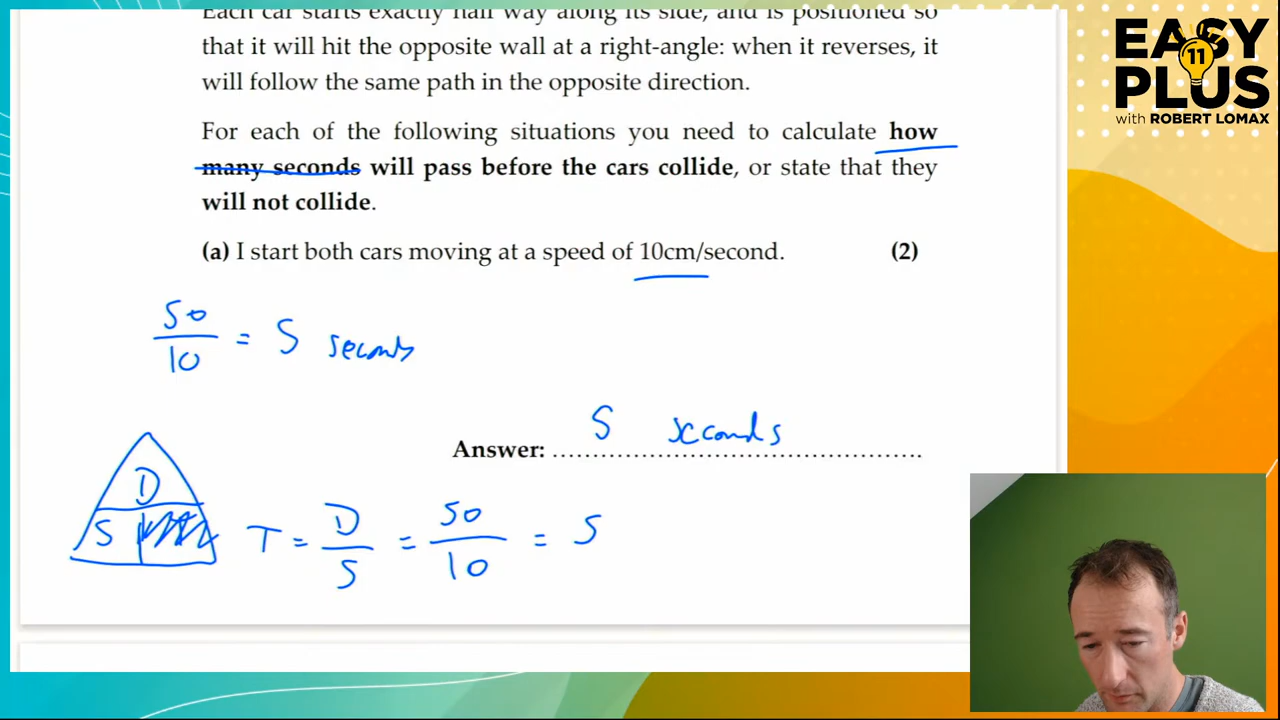 Each car starts exactly half way along its side, and is positioned so
that it will hit the opposite wall at a right-angle: when it reverses, it
will follow the same path in the opposite direction.
For each of the following situations you need to calculate how
many seconds will pass before the cars collide, or state that they
will not collide.
(a) I start both cars moving at a speed of 10cm/second. (2)
50/10 = 5 seconds
Answer: 5 seconds
D
S
T = D/S = 50/10 = 5
EASY
11
PLUS
with ROBERT LOMAX